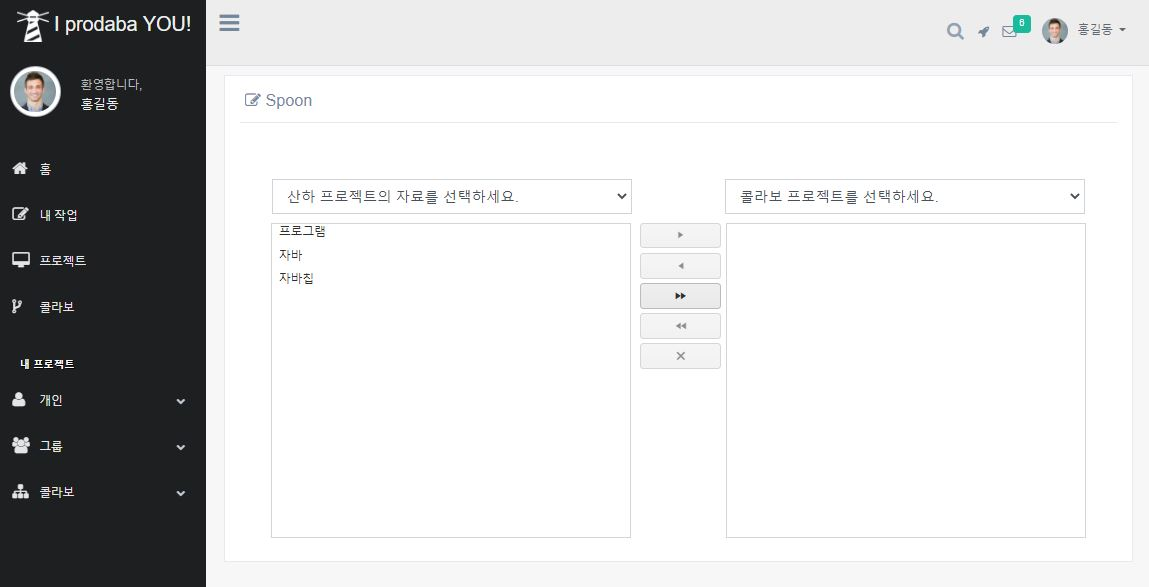 I prodaba YOU!
6
홍길동
환영합니다,
홍길동
홈
내 작업
프로젝트
콜라보
내 프로젝트
개인
그룹
콜라보
Spoon
산하 프로젝트의 자료를 선택하세요.
콜라보 프로젝트를 선택하세요.
프로그램
자바
자바칩